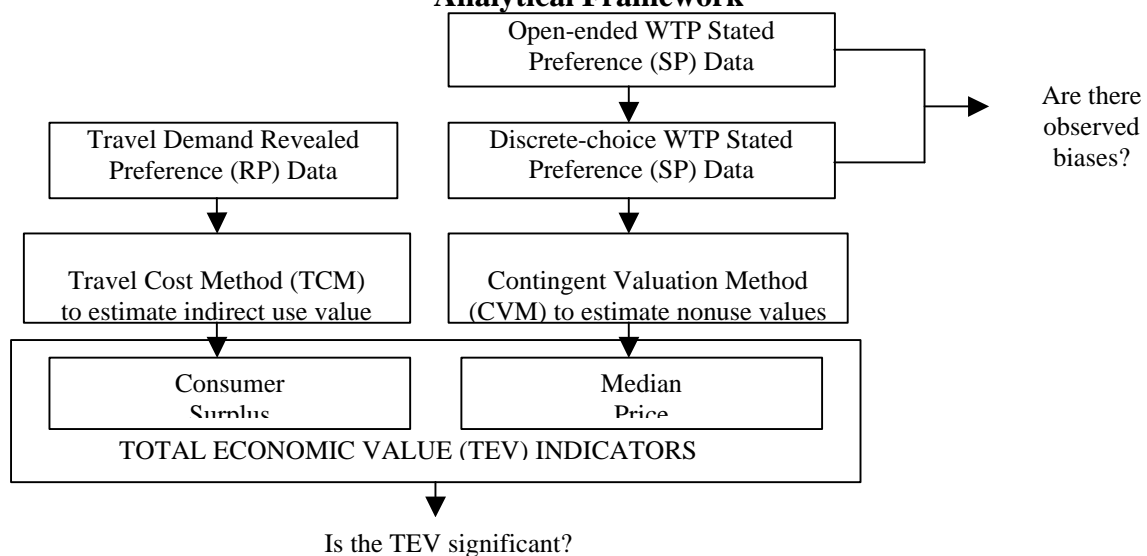 Analytical Framework
Open-ended WTP Stated
Preference (SP) Data
Are there
observed
biases?
Travel Demand Revealed
Preference (RP) Data
Discrete-choice WTP Stated
Preference (SP) Data
Travel Cost Method (TCM)
to estimate indirect use value
Contingent Valuation Method
(CVM) to estimate nonuse values
Consumer
Surplus
Median
Price
TOTAL ECONOMIC VALUE (TEV) INDICATORS
Is the TEV significant?